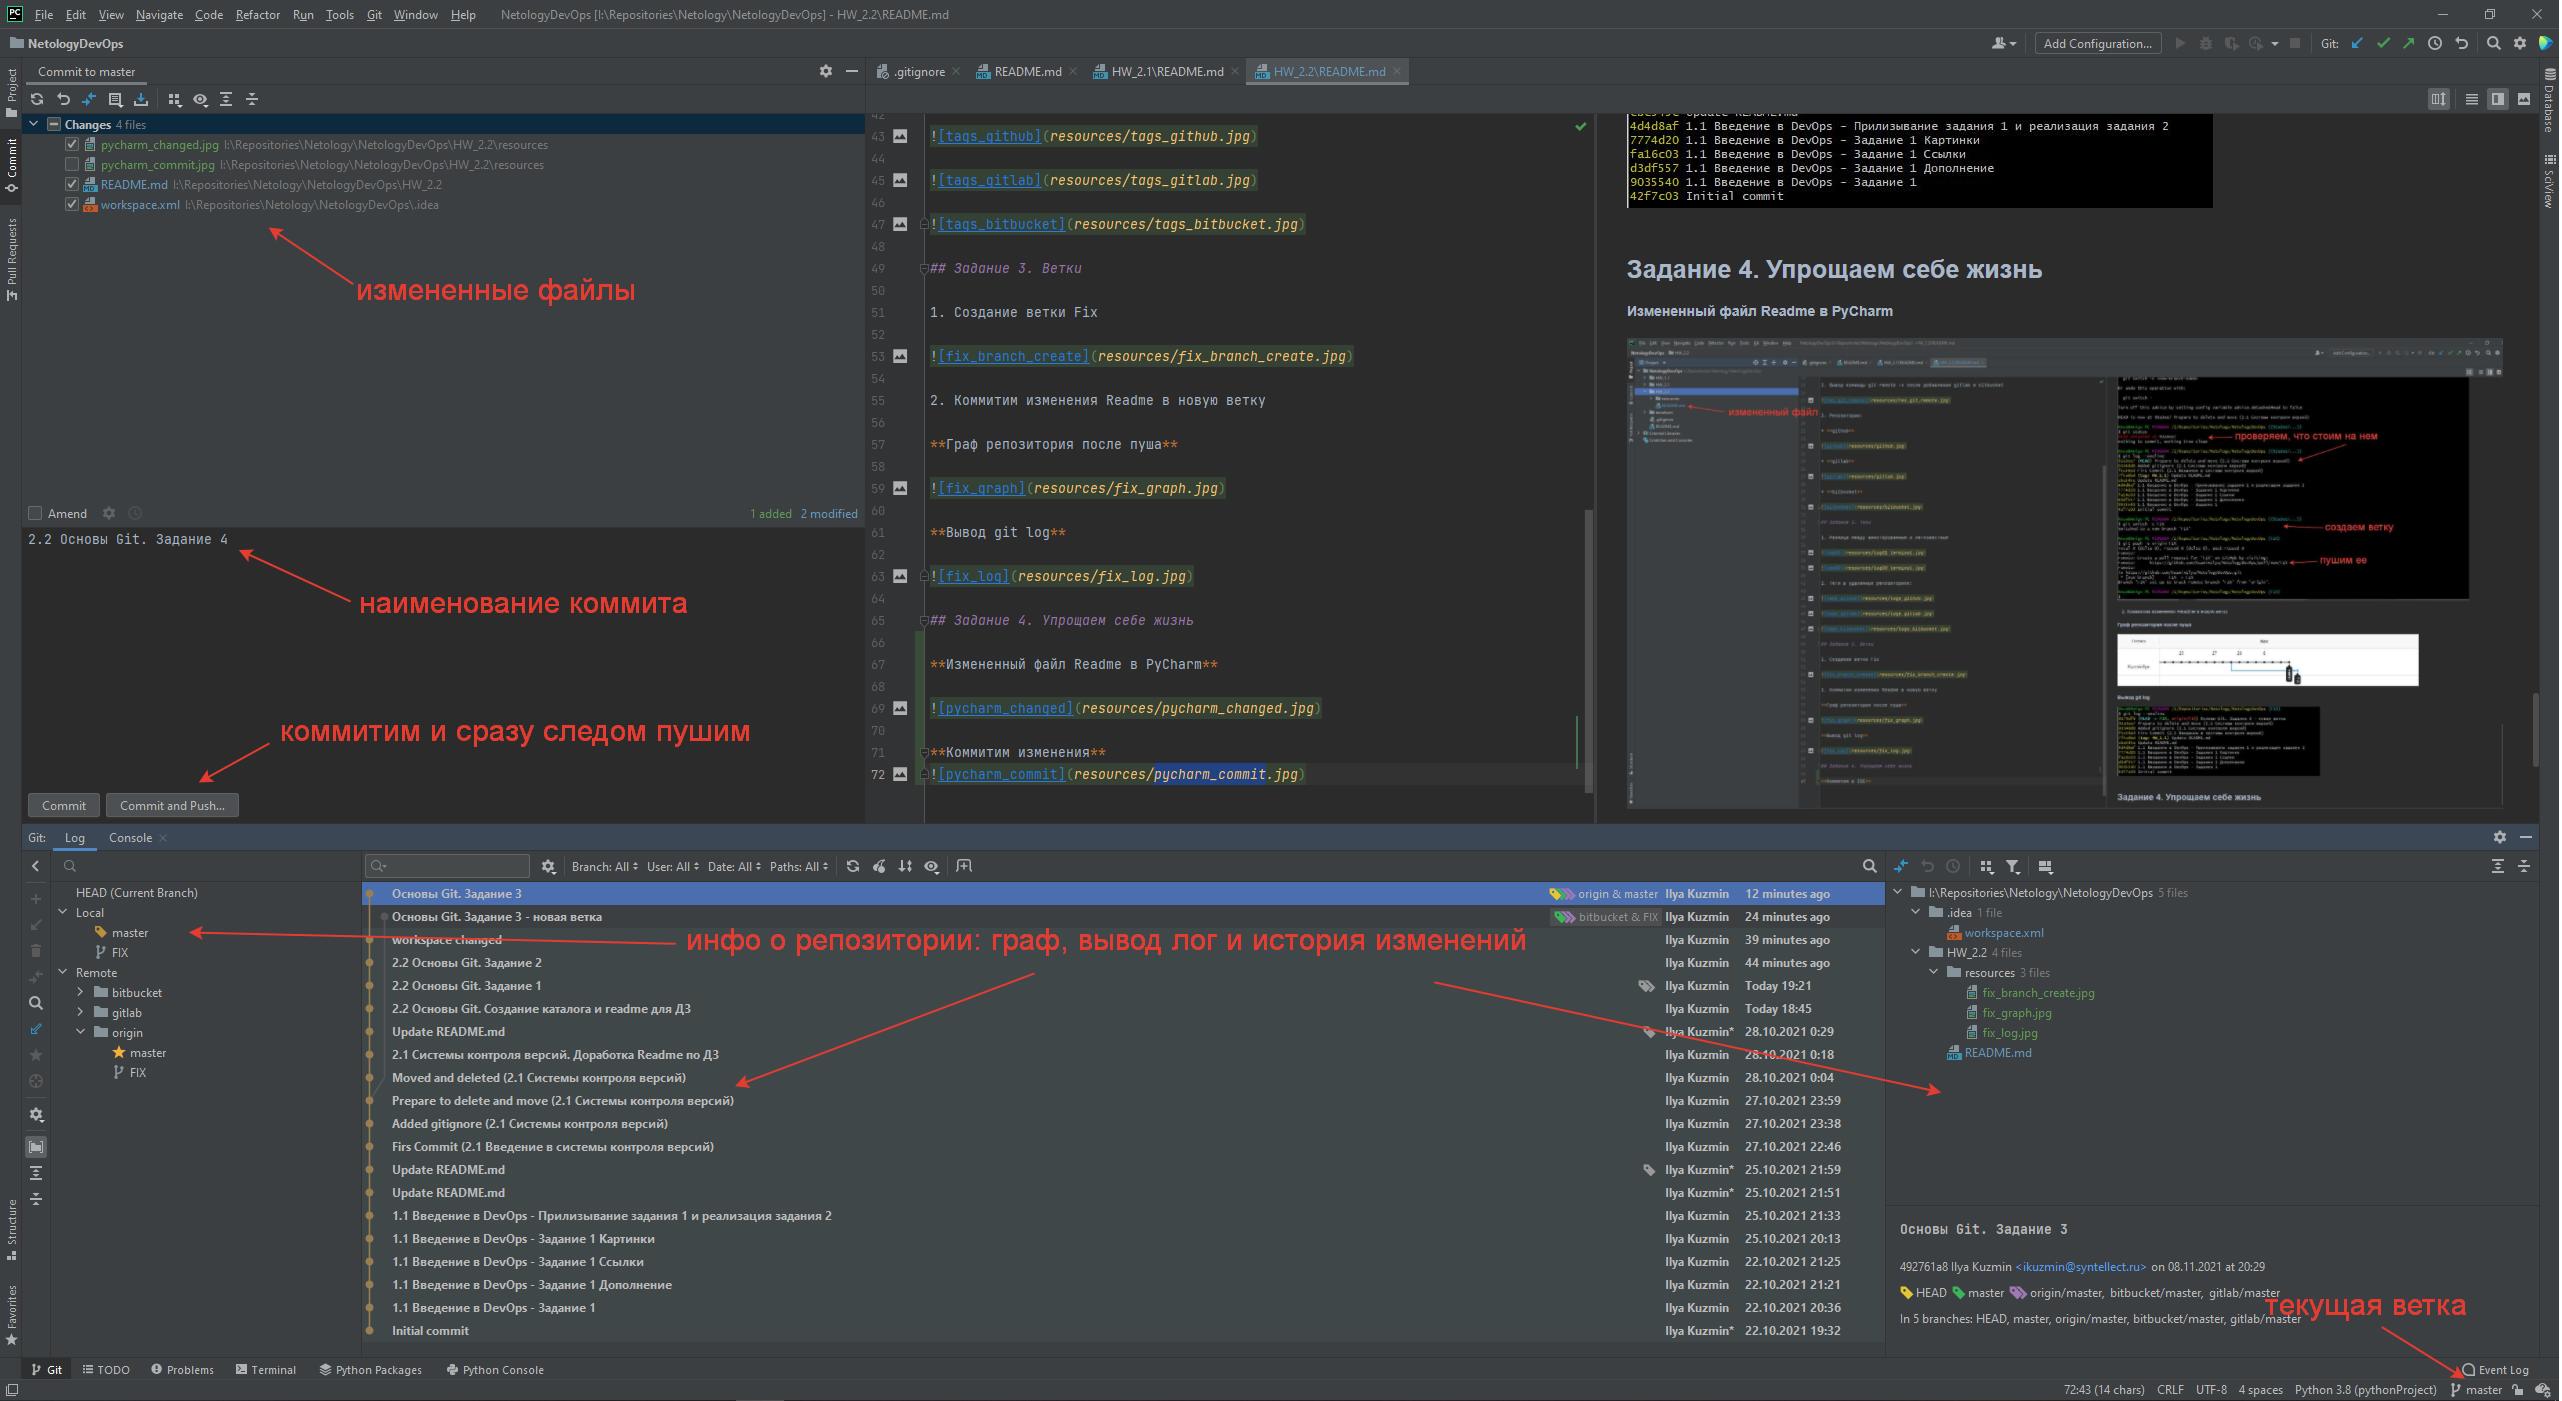 File Edit View Navigate Code Refactor Run Tools Git Window Help NetologyDevOps [I:\Repositories\Netology\NetologyDevOps] - HW_2.2\README.md
NetologyDevOps
Add Configuration...
Git:
Commit to master
.gitignore
README.md
HW_2.1\README.md
HW_2.2\README.md
Project
Commit
Pull Requests
Changes 4 files
pycharm_changed.jpg I:\Repositories\Netology\NetologyDevOps\HW_2.2\resources
pycharm_commit.jpg I:\Repositories\Netology\NetologyDevOps\HW_2.2\resources
README.md I:\Repositories\Netology\NetologyDevOps\HW_2.2
workspace.xml I:\Repositories\Netology\NetologyDevOps\.idea
измененные файлы
Amend
1 added 2 modified
2.2 Основы Git. Задание 4
наименование коммита
коммитим и сразу следом пушим
Commit
Commit and Push...
42
43 ![tags_github](resources/tags_github.jpg)
44
45 ![tags_gitlab](resources/tags_gitlab.jpg)
46
47 ![tags_bitbucket](resources/tags_bitbucket.jpg)
48
49 ## Задание 3. Ветки
50
51 1. Создание ветки Fix
52
53 ![fix_branch_create](resources/fix_branch_create.jpg)
54
55 2. Коммитим изменения Readme в новую ветку
56
57 **Граф репозитория после пуша**
58
59 ![fix_graph](resources/fix_graph.jpg)
60
61 **Вывод git log**
62
63 ![fix_log](resources/fix_log.jpg)
64
65 ## Задание 4. Упрощаем себе жизнь
66
67 **Измененный файл Readme в PyCharm**
68
69 ![pycharm_changed](resources/pycharm_changed.jpg)
70
71 **Коммитим изменения**
72 ![pycharm_commit](resources/pycharm_commit.jpg)
4d4d8af 1.1 Введение в DevOps - Прилизывание задания 1 и реализация задания 2
7774d20 1.1 Введение в DevOps - Задание 1 Картинки
fa16c03 1.1 Введение в DevOps - Задание 1 Ссылки
d3df557 1.1 Введение в DevOps - Задание 1 Дополнение
9035540 1.1 Введение в DevOps - Задание 1
42f7c03 Initial commit
Задание 4. Упрощаем себе жизнь
Измененный файл Readme в PyCharm
измененный файл
проверяем, что стоим на нем
создаем ветку
пушим ее
Граф репозитория после пуша
Вывод git log
Задание 4. Упрощаем себе жизнь
Database
SciView
Git: Log Console
Branch: All User: All Date: All Paths: All
HEAD (Current Branch)
Local
master
FIX
Remote
bitbucket
gitlab
origin
master
FIX
Основы Git. Задание 3 origin & master Ilya Kuzmin 12 minutes ago
Основы Git. Задание 3 - новая ветка bitbucket & FIX Ilya Kuzmin 24 minutes ago
workspace changed Ilya Kuzmin 39 minutes ago
инфо о репозитории: граф, вывод лог и история изменений
2.2 Основы Git. Задание 2 Ilya Kuzmin 44 minutes ago
2.2 Основы Git. Задание 1 Ilya Kuzmin Today 19:21
2.2 Основы Git. Создание каталога и readme для ДЗ Ilya Kuzmin Today 18:45
Update README.md Ilya Kuzmin* 28.10.2021 0:29
2.1 Системы контроля версий. Доработка Readme по ДЗ Ilya Kuzmin 28.10.2021 0:18
Moved and deleted (2.1 Системы контроля версий) Ilya Kuzmin 28.10.2021 0:04
Prepare to delete and move (2.1 Системы контроля версий) Ilya Kuzmin 27.10.2021 23:59
Added gitignore (2.1 Системы контроля версий) Ilya Kuzmin 27.10.2021 23:38
Firs Commit (2.1 Введение в системы контроля версий) Ilya Kuzmin 27.10.2021 22:46
Update README.md Ilya Kuzmin* 25.10.2021 21:59
Update README.md Ilya Kuzmin* 25.10.2021 21:51
1.1 Введение в DevOps - Прилизывание задания 1 и реализация задания 2 Ilya Kuzmin 25.10.2021 21:33
1.1 Введение в DevOps - Задание 1 Картинки Ilya Kuzmin 25.10.2021 20:13
1.1 Введение в DevOps - Задание 1 Ссылки Ilya Kuzmin 22.10.2021 21:25
1.1 Введение в DevOps - Задание 1 Дополнение Ilya Kuzmin 22.10.2021 21:21
1.1 Введение в DevOps - Задание 1 Ilya Kuzmin 22.10.2021 20:36
Initial commit Ilya Kuzmin* 22.10.2021 19:32
I:\Repositories\Netology\NetologyDevOps 5 files
.idea 1 file
workspace.xml
HW_2.2 4 files
resources 3 files
fix_branch_create.jpg
fix_graph.jpg
fix_log.jpg
README.md
Основы Git. Задание 3
492761a8 Ilya Kuzmin <ikuzmin@syntellect.ru> on 08.11.2021 at 20:29
HEAD master origin/master, bitbucket/master, gitlab/master
текущая ветка
In 5 branches: HEAD, master, origin/master, bitbucket/master, gitlab/master
Structure
Favorites
Git TODO Problems Terminal Python Packages Python Console
Event Log
72:43 (14 chars) CRLF UTF-8 4 spaces Python 3.8 (pythonProject) master